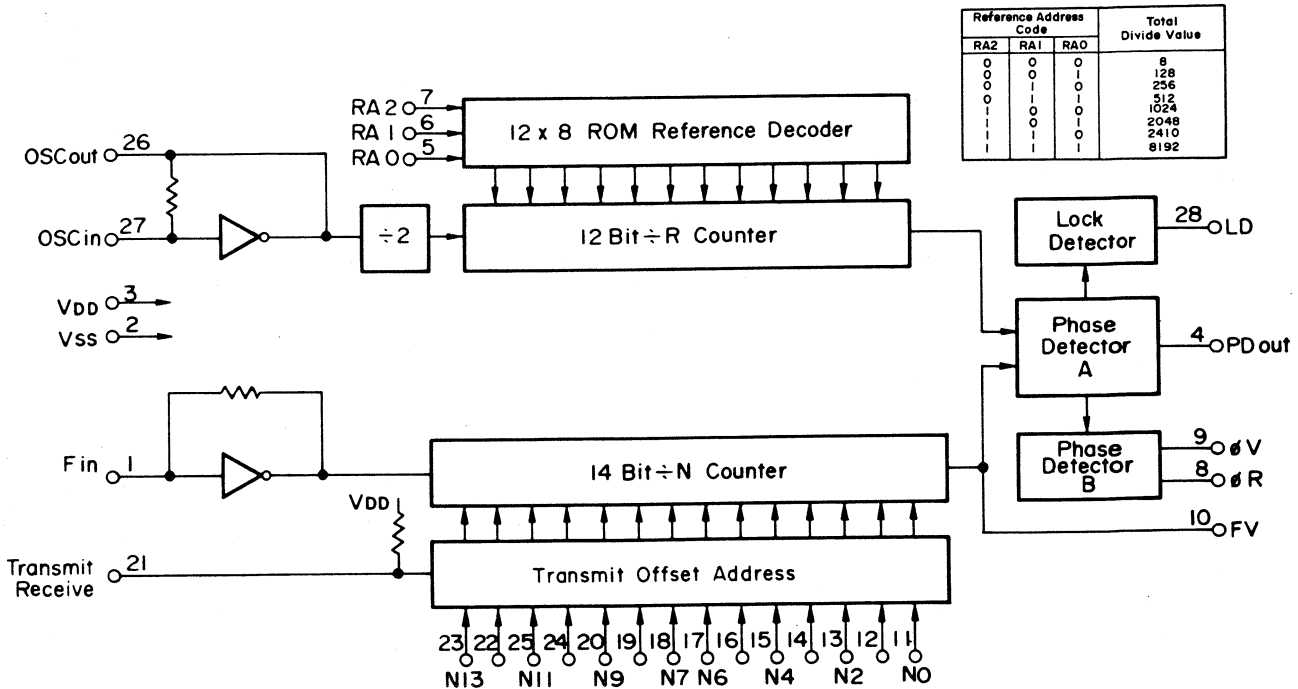 Reference Address Code Total Divide Value
RA2 RA1 RA0
0 0 0 8
0 0 1 128
0 1 0 256
0 1 1 512
1 0 0 1024
1 0 1 2048
1 1 0 2410
1 1 1 8192
RA2 7
RA1 6
RA0 5
12 x 8 ROM Reference Decoder
OSCout 26
OSCin 27
÷2
12 Bit ÷ R Counter
Lock Detector
28 LD
VDD 3
VSS 2
Phase Detector A
4 PDout
Fin 1
14 Bit ÷ N Counter
Phase Detector B
9 øV
8 øR
10 FV
VDD
Transmit Receive 21
Transmit Offset Address
23 22 25 24 20 19 18 17 16 15 14 13 12 11
N13 N11 N9 N7 N6 N4 N2 N0